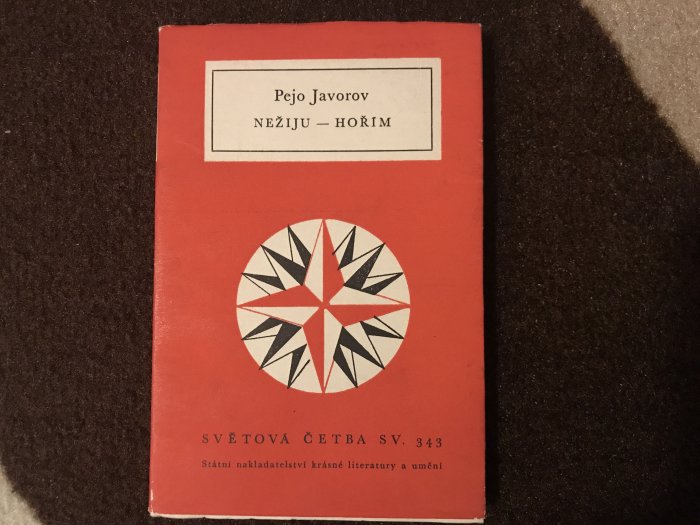 Pejo Javorov
NEŽIJU — HOŘÍM
SVĚTOVÁ ČETBA SV. 343
Státní nakladatelství krásné literatury a umění